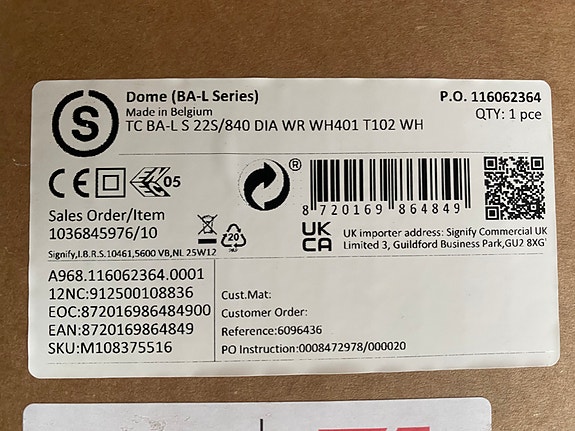 S
Dome (BA-L Series)
Made in Belgium
TC BA-L S 22S/840 DIA WR WH401 T102 WH
P.O. 116062364
QTY: 1 pce
CE
05
Sales Order/Item
1036845976/10
20
Signify,I.B.R.S.10461,5600 VB,NL 25W12
®
8 720169 864849
UK
CA
UK importer address: Signify Commercial UK
Limited 3, Guildford Business Park,GU2 8XG
A968.116062364.0001
12NC:912500108836
EOC:872016986484900
EAN:8720169864849
SKU:M108375516
Cust.Mat:
Customer Order:
Reference:6096436
PO Instruction:0008472978/000020